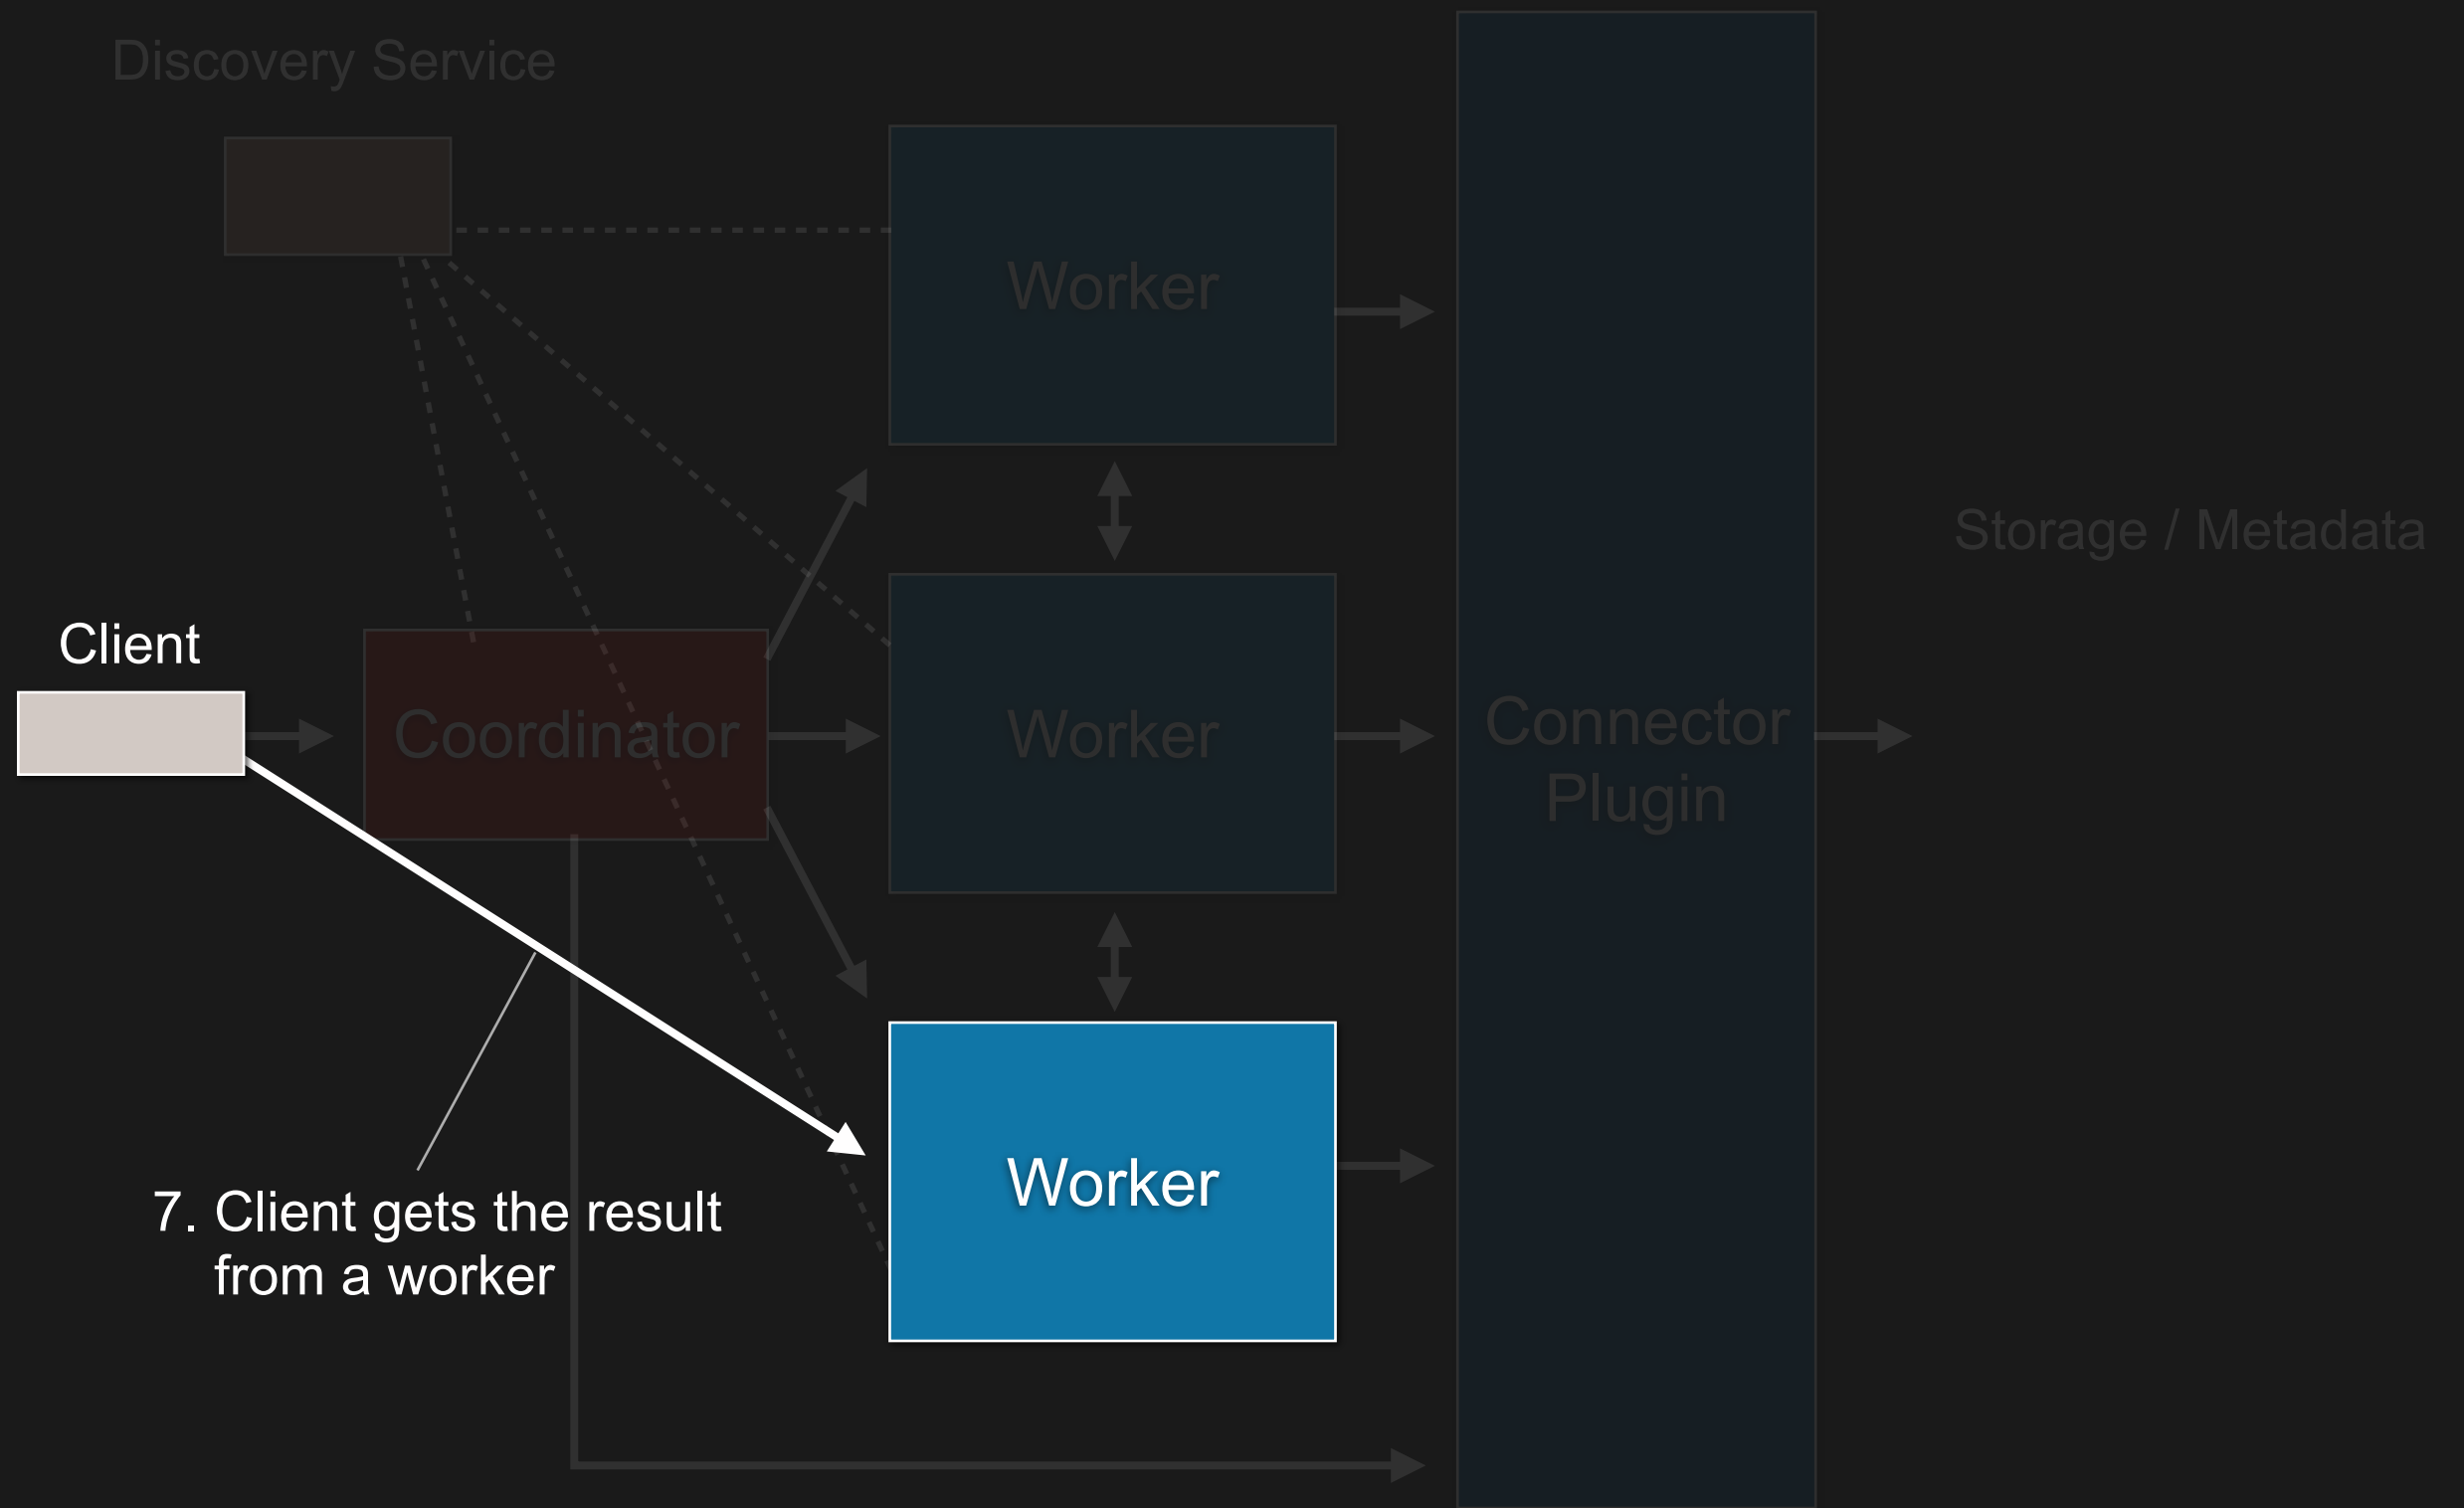 Discovery Service
Worker
Storage / Metadata
Client
Coordinator
Worker
Connector
Plugin
Worker
7. Client gets the result
from a worker